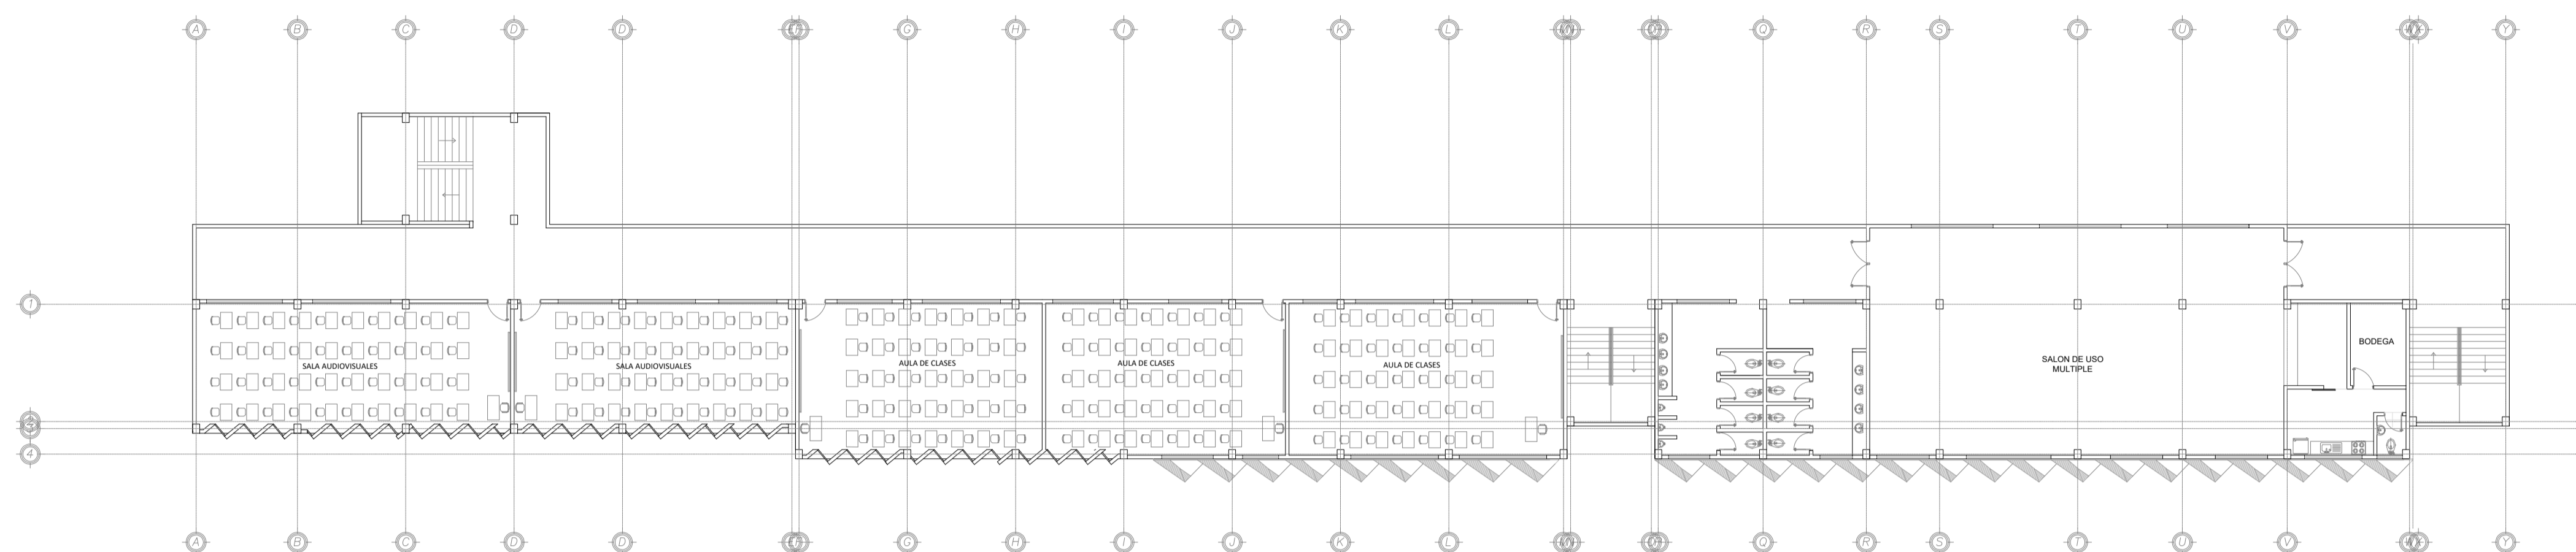 A B C D D G H I J K L Q R S T U V Y
1
BODEGA
SALON DE USO
MULTIPLE
SALA AUDIOVISUALES SALA AUDIOVISUALES AULA DE CLASES AULA DE CLASES AULA DE CLASES
4
A B C D D G H I J K L Q R S T U V Y